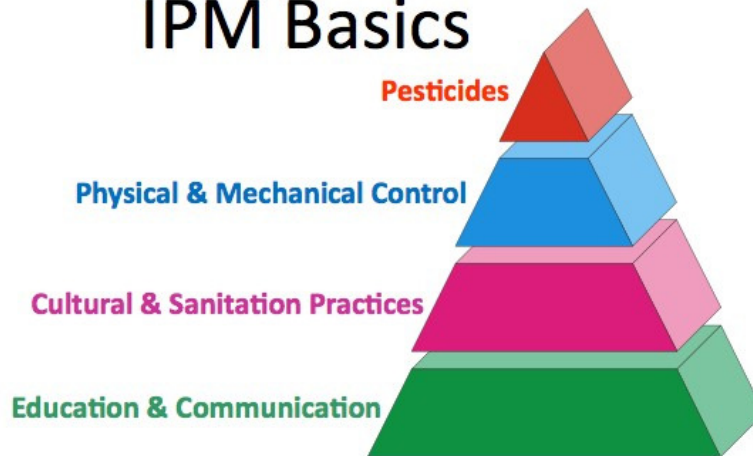 IPM Basics
Pesticides
Physical & Mechanical Control
Cultural & Sanitation Practices
Education & Communication